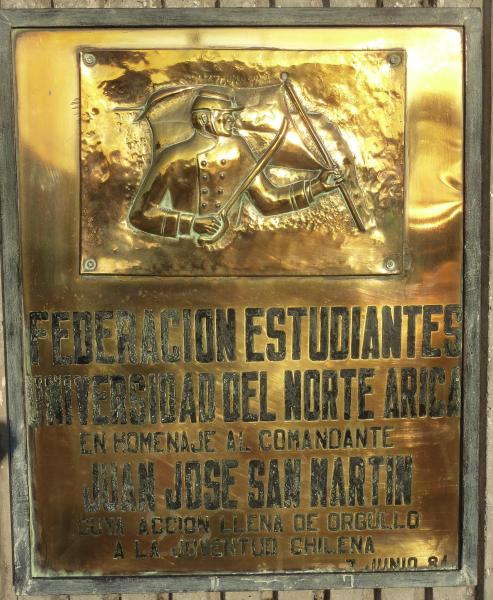 FEDERACION ESTUDIANTES
UNIVERSIDAD DEL NORTE ARICA
EN HOMENAJE AL COMANDANTE
JUAN JOSE SAN MARTIN
CUYA ACCION LLENA DE ORGULLO
A LA JUVENTUD CHILENA
7 JUNIO 81